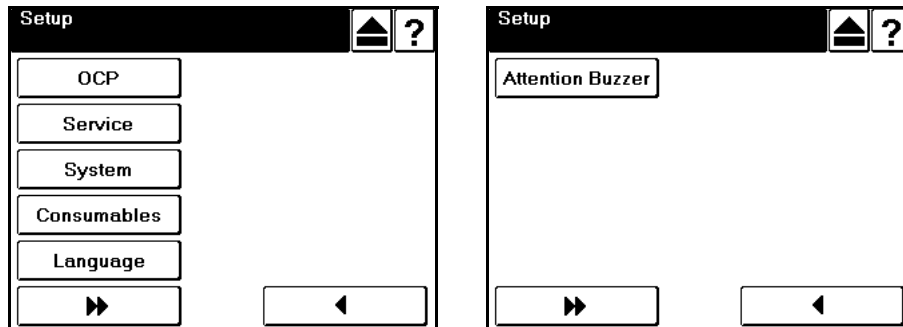 Setup
?
OCP
Service
System
Consumables
Language
Setup
?
Attention Buzzer